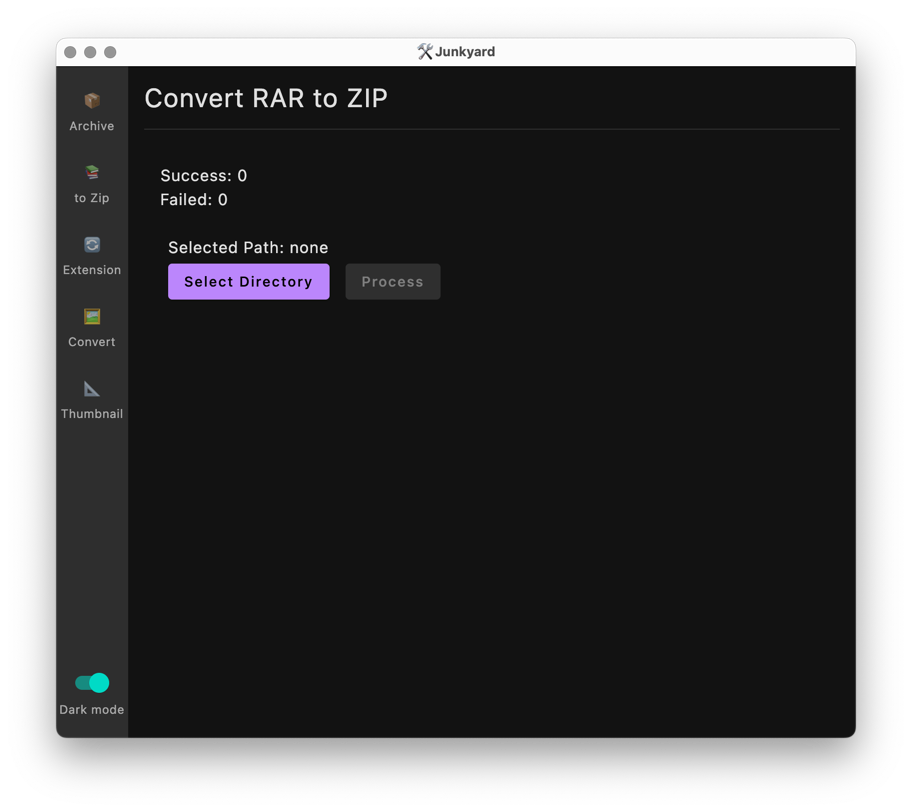 Junkyard
Archive
to Zip
Extension
Convert
Thumbnail
Dark mode
Convert RAR to ZIP
Success: 0
Failed: 0
Selected Path: none
Select Directory
Process